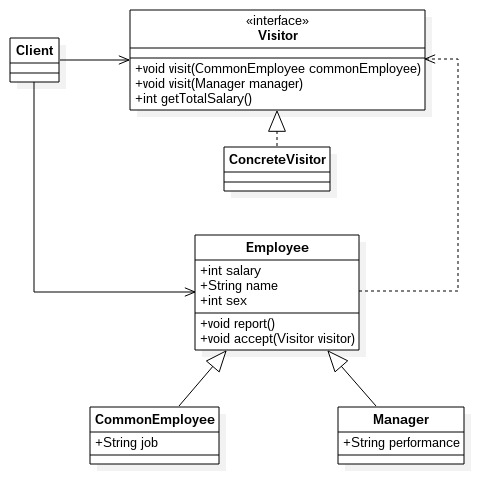 «interface»
Visitor
+void visit(CommonEmployee commonEmployee)
+void visit(Manager manager)
+int getTotalSalary()
Client
ConcreteVisitor
Employee
+int salary
+String name
+int sex
+void report()
+void accept(Visitor visitor)
CommonEmployee
+String job
Manager
+String performance